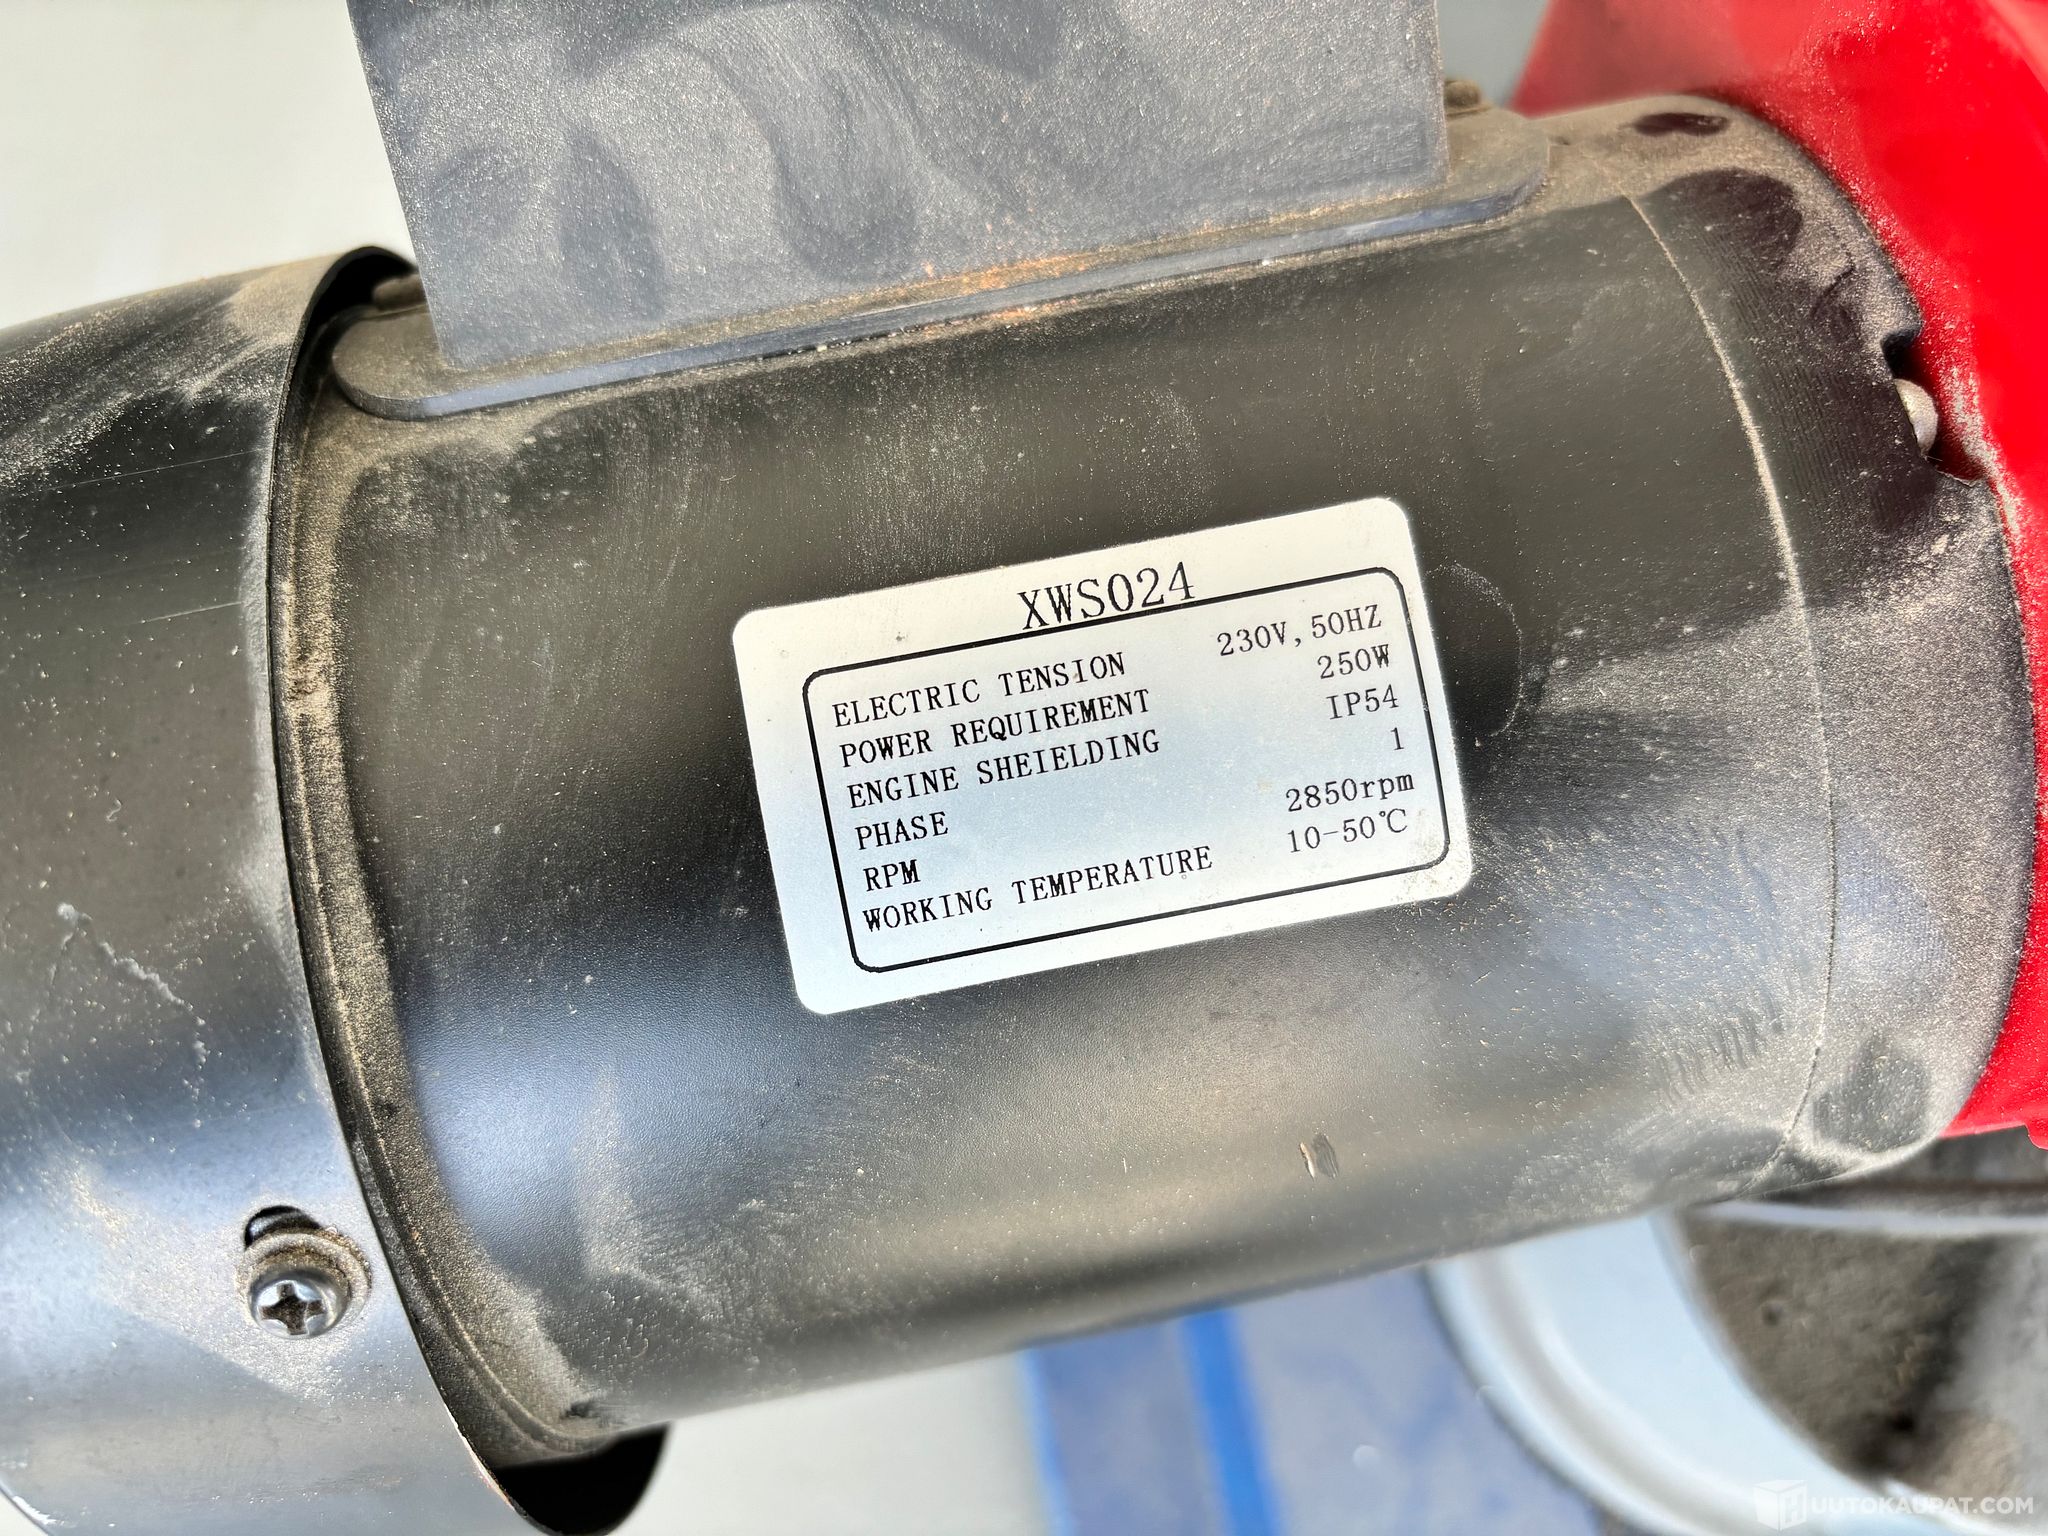 XWS024
ELECTRIC TENSION 230V, 50HZ
POWER REQUIREMENT 250W
ENGINE SHEIELDING IP54
PHASE 1
RPM 2850rpm
WORKING TEMPERATURE 10-50℃
HUUTOKAUPAT.COM